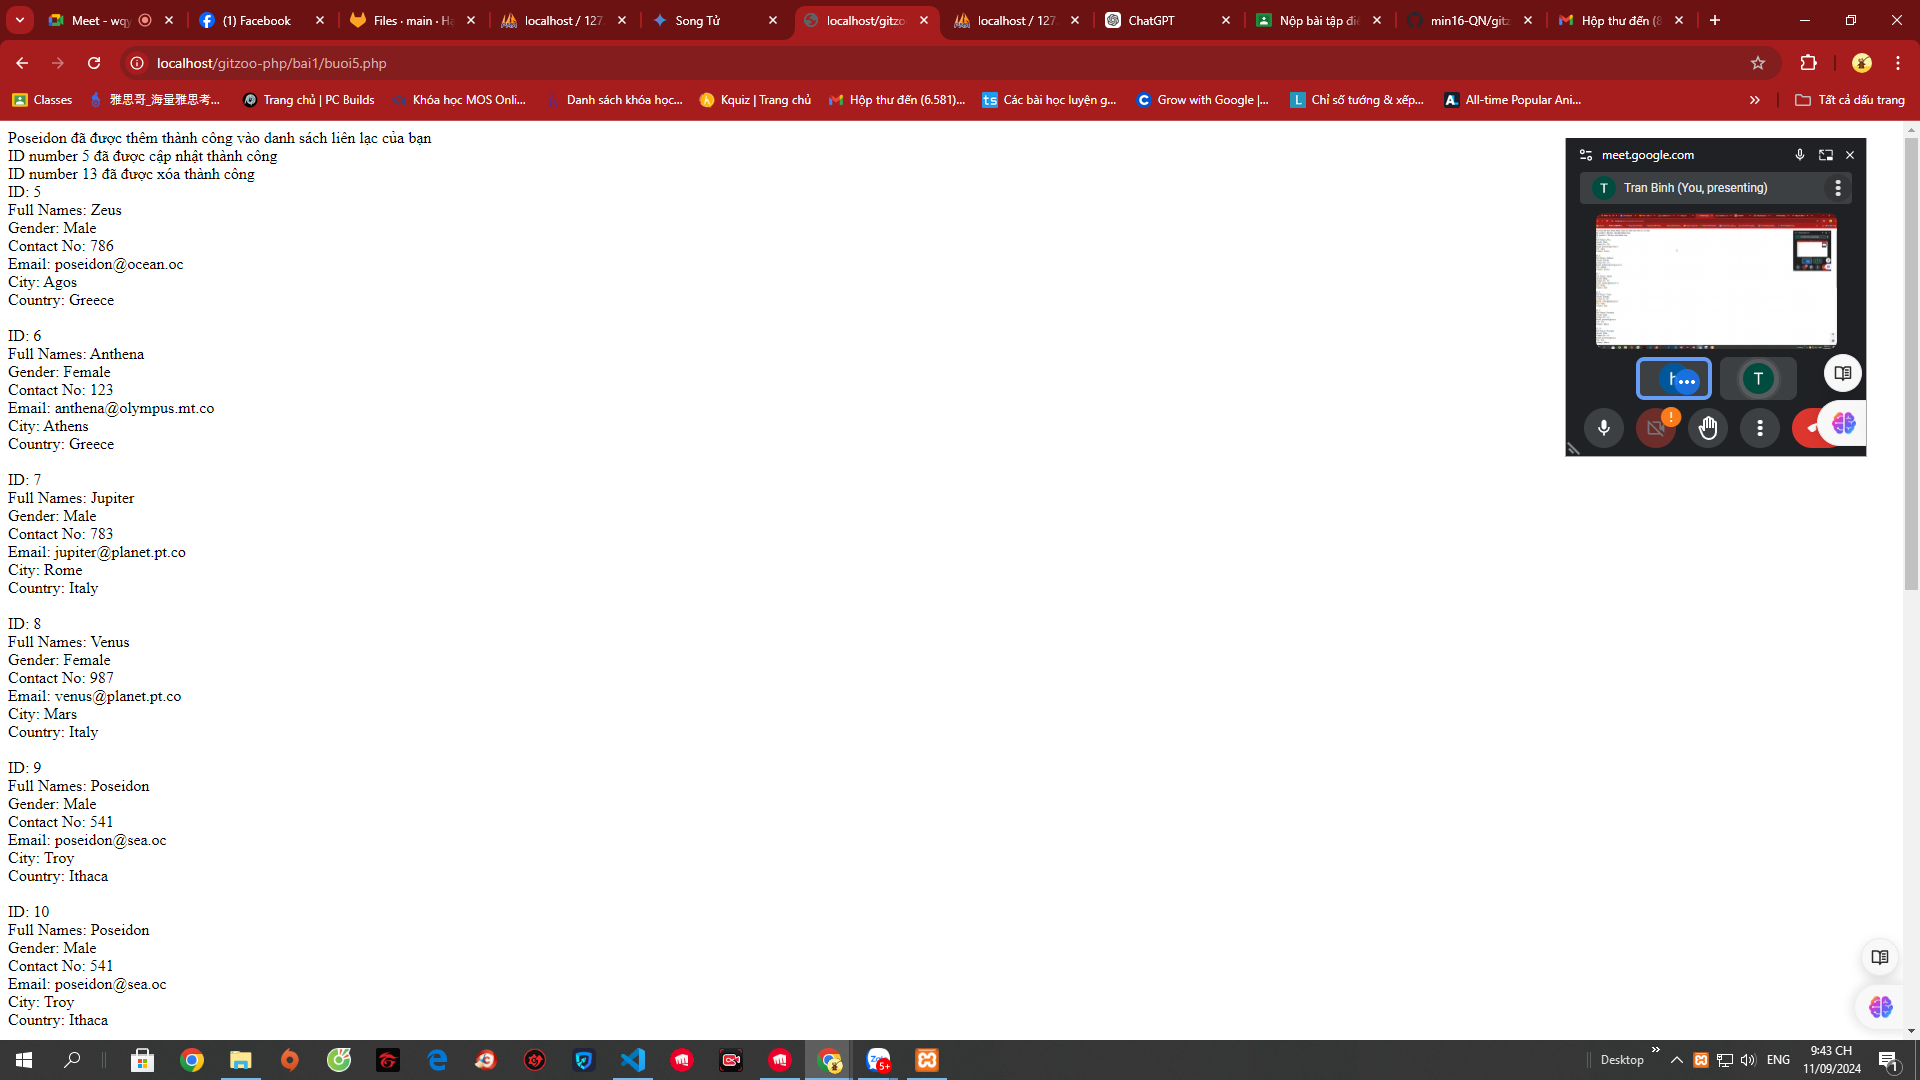 Meet - wqy
(1) Facebook
Files · main · Ha
localhost / 127.
Song Tử
localhost/gitzo
localhost / 127.
ChatGPT
Nộp bài tập điệ
min16-QN/gitz
Hộp thư đến (8
localhost/gitzoo-php/bai1/buoi5.php
Classes
雅思哥_海量雅思考...
Trang chủ | PC Builds
Khóa học MOS Onli...
Danh sách khóa học...
Kquiz | Trang chủ
Hộp thư đến (6.581)...
Các bài học luyện g...
Grow with Google |...
Chỉ số tướng & xếp...
All-time Popular Ani...
Tất cả dấu trang
Poseidon đã được thêm thành công vào danh sách liên lạc của bạn
ID number 5 đã được cập nhật thành công
ID number 13 đã được xóa thành công
ID: 5
Full Names: Zeus
Gender: Male
Contact No: 786
Email: poseidon@ocean.oc
City: Agos
Country: Greece
ID: 6
Full Names: Anthena
Gender: Female
Contact No: 123
Email: anthena@olympus.mt.co
City: Athens
Country: Greece
ID: 7
Full Names: Jupiter
Gender: Male
Contact No: 783
Email: jupiter@planet.pt.co
City: Rome
Country: Italy
ID: 8
Full Names: Venus
Gender: Female
Contact No: 987
Email: venus@planet.pt.co
City: Mars
Country: Italy
ID: 9
Full Names: Poseidon
Gender: Male
Contact No: 541
Email: poseidon@sea.oc
City: Troy
Country: Ithaca
ID: 10
Full Names: Poseidon
Gender: Male
Contact No: 541
Email: poseidon@sea.oc
City: Troy
Country: Ithaca
meet.google.com
T
Tran Binh (You, presenting)
T
Desktop
ENG
9:43 CH
11/09/2024